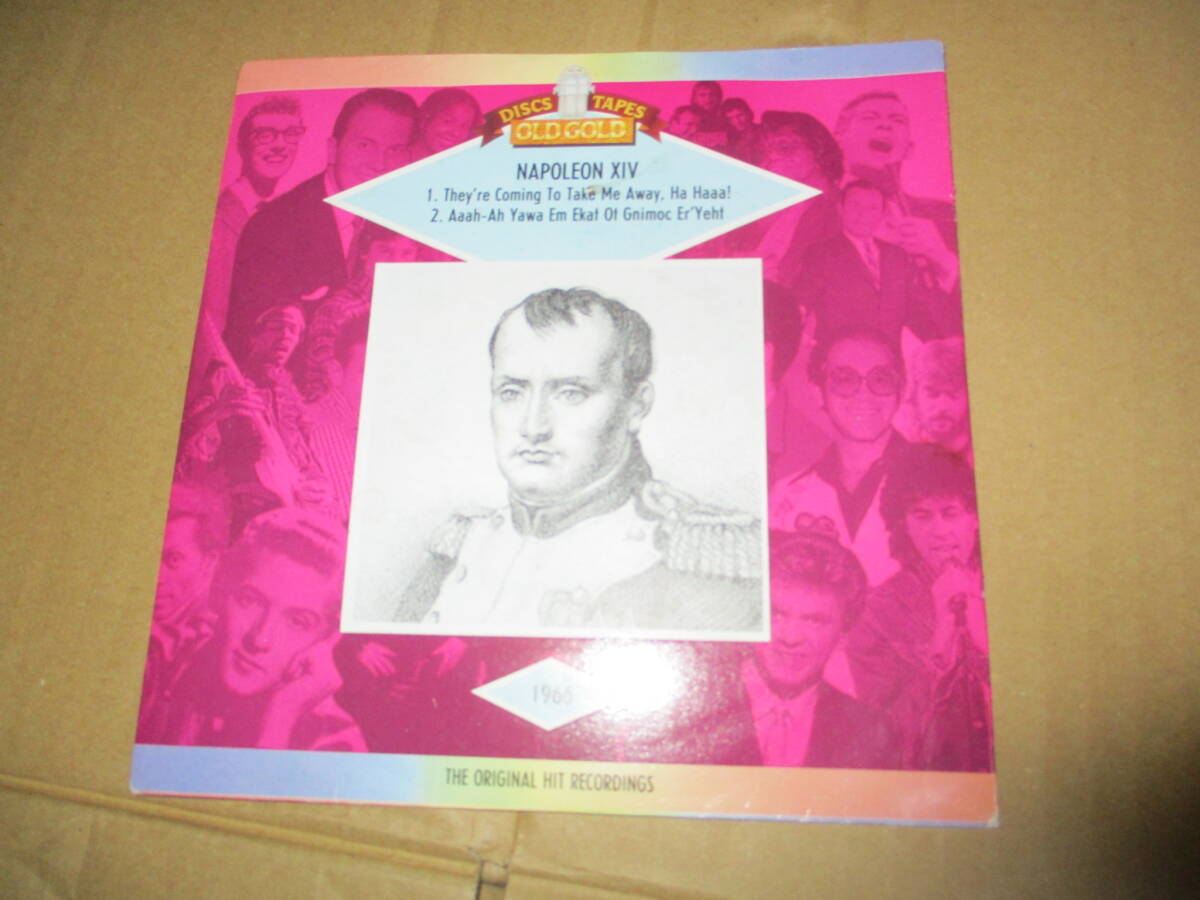 DISCS TAPES
OLD GOLD
NAPOLEON XIV
1. They're Coming To Take Me Away, Ha Haaa!
2. Aaah-Ah Yawa Em Ekat Ot Gnimoc Er'Yeht
1966
THE ORIGINAL HIT RECORDINGS